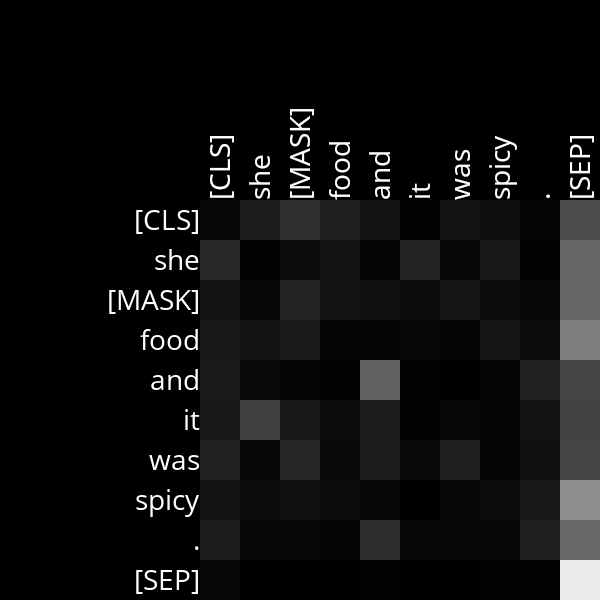 [CLS] she [MASK] food and it was spicy . [SEP]
[CLS]
she
[MASK]
food
and
it
was
spicy
.
[SEP]